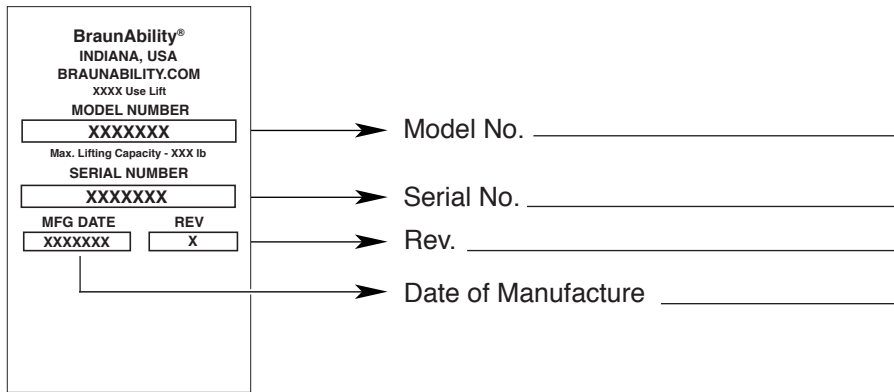 BraunAbility®
INDIANA, USA
BRAUNABILITY.COM
XXXX Use Lift
MODEL NUMBER
XXXXXXX
Max. Lifting Capacity - XXX lb
SERIAL NUMBER
XXXXXXX
MFG DATE REV
XXXXXXX X
Model No.
Serial No.
Rev.
Date of Manufacture